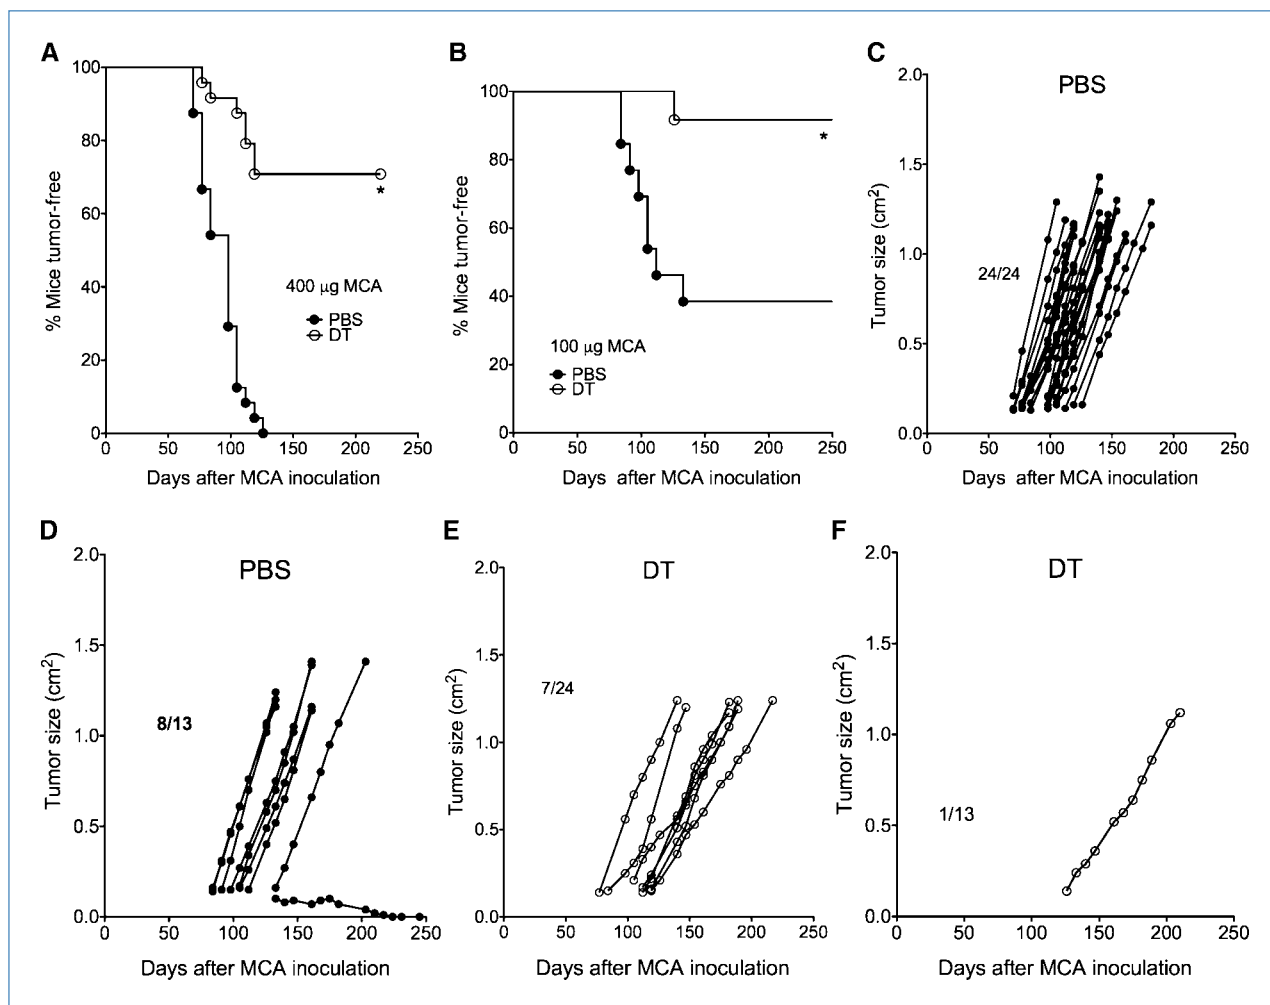 A
100
80
60
40
20
0
% Mice tumor-free
400 µg MCA
PBS
DT
*
0 50 100 150 200 250
Days after MCA inoculation
B
100
80
60
40
20
0
% Mice tumor-free
100 µg MCA
PBS
DT
*
0 50 100 150 200 250
Days after MCA inoculation
C
PBS
2.0
1.5
1.0
0.5
0.0
Tumor size (cm²)
24/24
0 50 100 150 200 250
Days after MCA inoculation
D
PBS
2.0
1.5
1.0
0.5
0.0
Tumor size (cm²)
8/13
0 50 100 150 200 250
Days after MCA inoculation
E
DT
2.0
1.5
1.0
0.5
0.0
Tumor size (cm²)
7/24
0 50 100 150 200 250
Days after MCA inoculation
F
DT
2.0
1.5
1.0
0.5
0.0
Tumor size (cm²)
1/13
0 50 100 150 200 250
Days after MCA inoculation